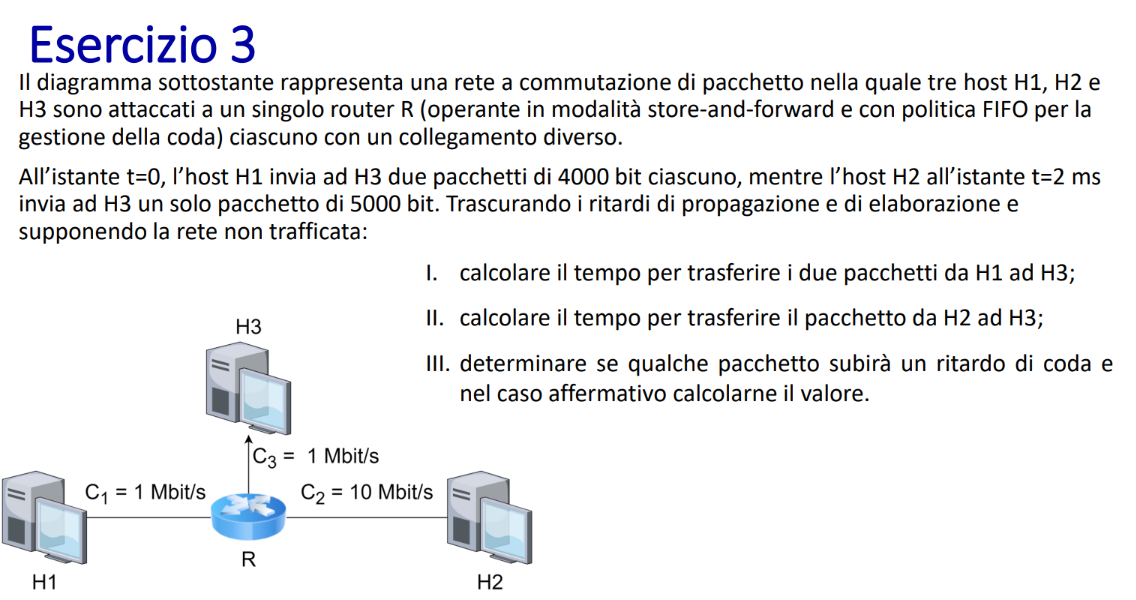 Esercizio 3
Il diagramma sottostante rappresenta una rete a commutazione di pacchetto nella quale tre host H1, H2 e
H3 sono attaccati a un singolo router R (operante in modalità store-and-forward e con politica FIFO per la
gestione della coda) ciascuno con un collegamento diverso.
All'istante t=0, l'host H1 invia ad H3 due pacchetti di 4000 bit ciascuno, mentre l'host H2 all'istante t=2 ms
invia ad H3 un solo pacchetto di 5000 bit. Trascurando i ritardi di propagazione e di elaborazione e
supponendo la rete non trafficata:
I. calcolare il tempo per trasferire i due pacchetti da H1 ad H3;
II. calcolare il tempo per trasferire il pacchetto da H2 ad H3;
III. determinare se qualche pacchetto subirà un ritardo di coda e
nel caso affermativo calcolarne il valore.
H3
C3 = 1 Mbit/s
C1 = 1 Mbit/s
C2 = 10 Mbit/s
R
H1
H2